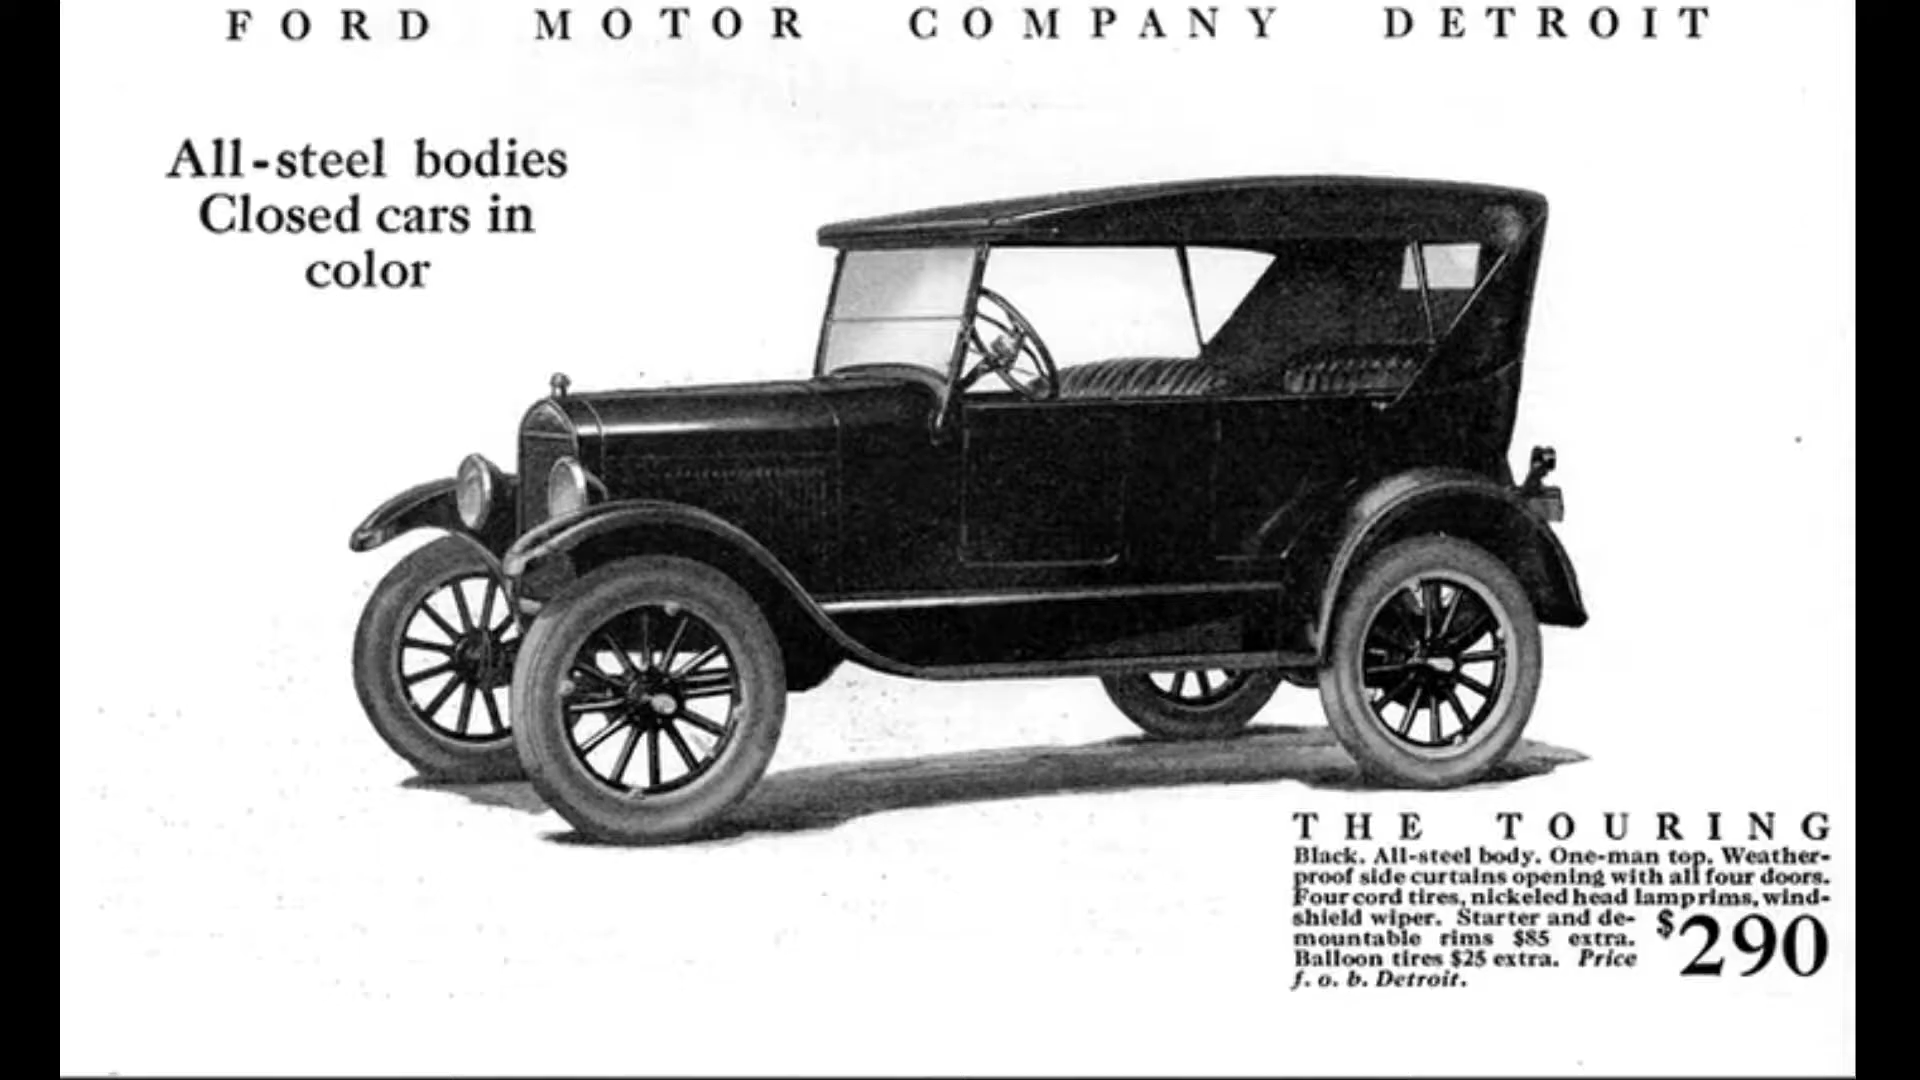 FORD MOTOR COMPANY DETROIT
All-steel bodies
Closed cars in
color
THE TOURING
Black. All-steel body. One-man top. Weather-
proof side curtains opening with all four doors.
Four cord tires, nickeled head lamp rims, wind-
shield wiper. Starter and de-
mountable rims $85 extra.
Balloon tires $25 extra. Price
f. o. b. Detroit.
$290